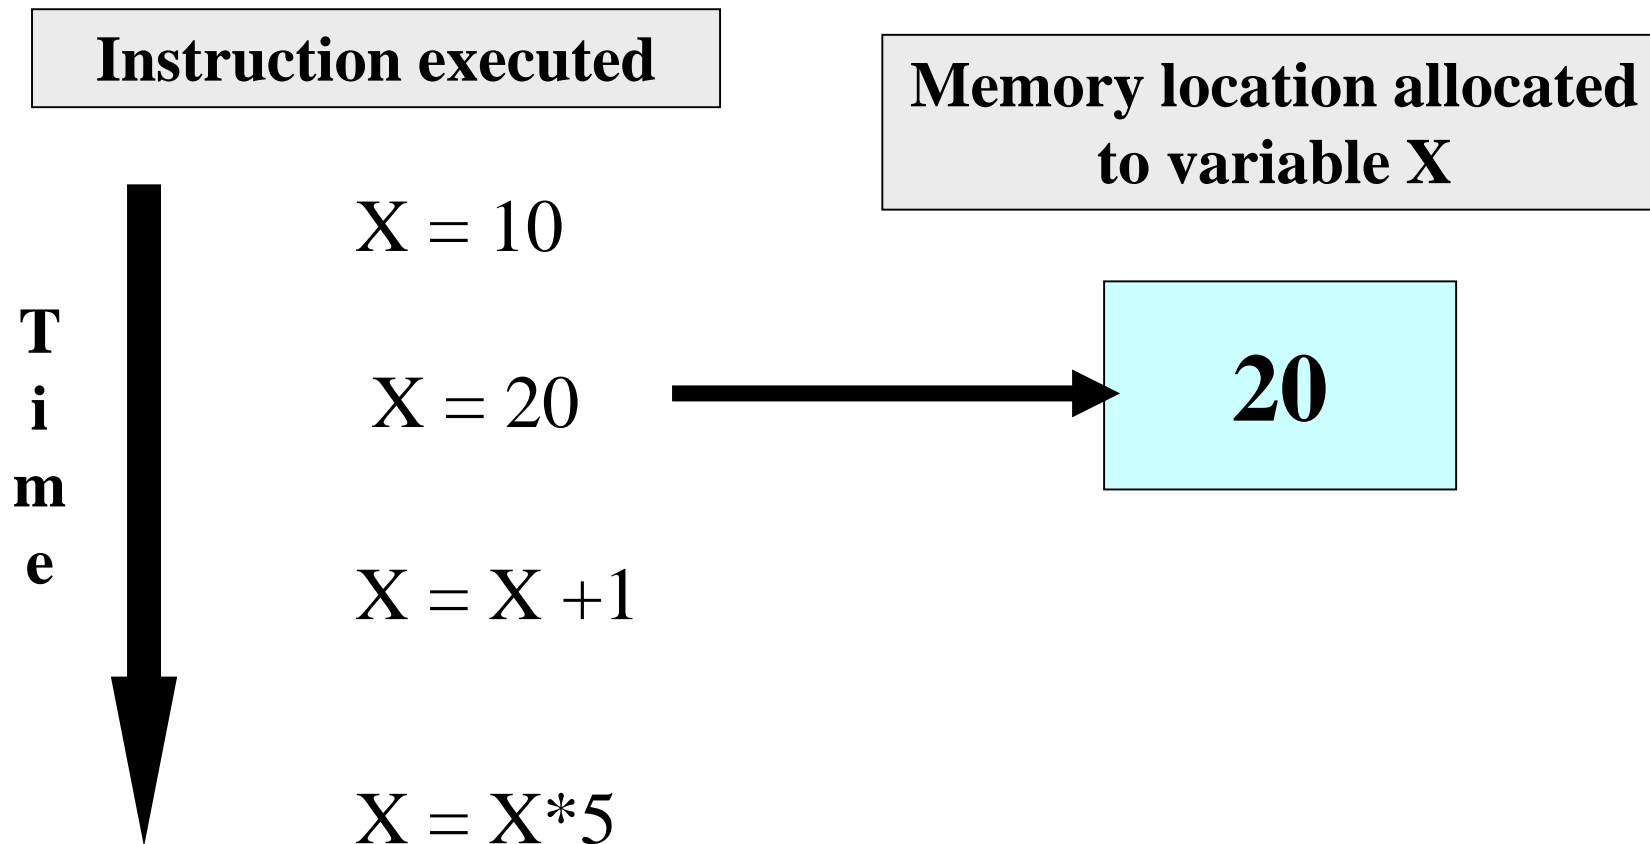 Instruction executed
Memory location allocated
to variable X
T
i
m
e
X = 10
X = 20
20
X = X +1
X = X*5